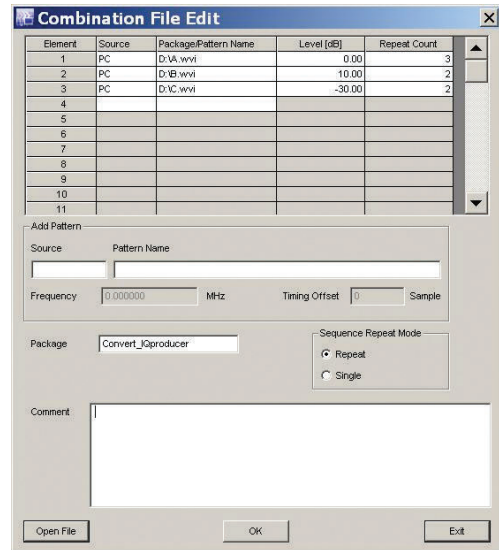 Combination File Edit
Element Source Package/Pattern Name Level [dB] Repeat Count
1 PC D:\A.wvi 0.00 3
2 PC D:\B.wvi 10.00 2
3 PC D:\C.wvi -30.00 2
4
5
6
7
8
9
10
11
Add Pattern
Source Pattern Name
Frequency 0.000000 MHz Timing Offset 0 Sample
Package Convert_IQproducer
Sequence Repeat Mode
Repeat
Single
Comment
Open File OK Exit